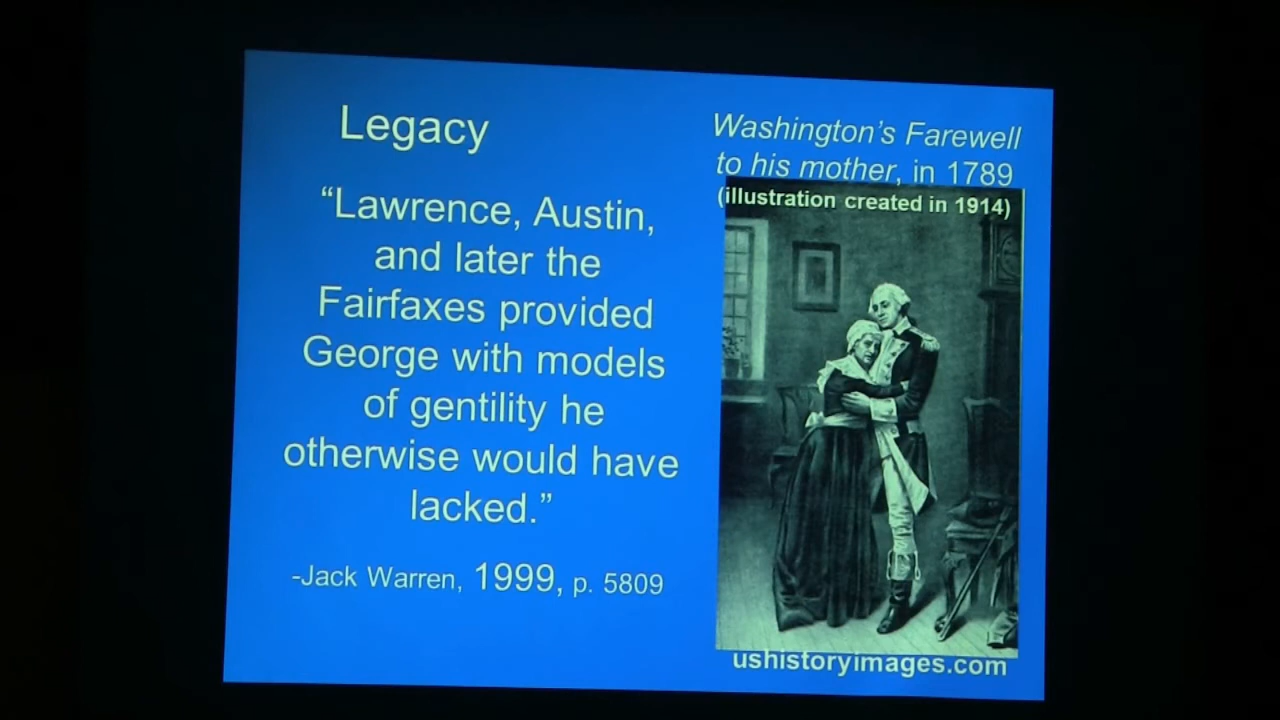 Legacy
“Lawrence, Austin,
and later the
Fairfaxes provided
George with models
of gentility he
otherwise would have
lacked.”
-Jack Warren, 1999, p. 5809
Washington’s Farewell
to his mother, in 1789
(illustration created in 1914)
ushistoryimages.com